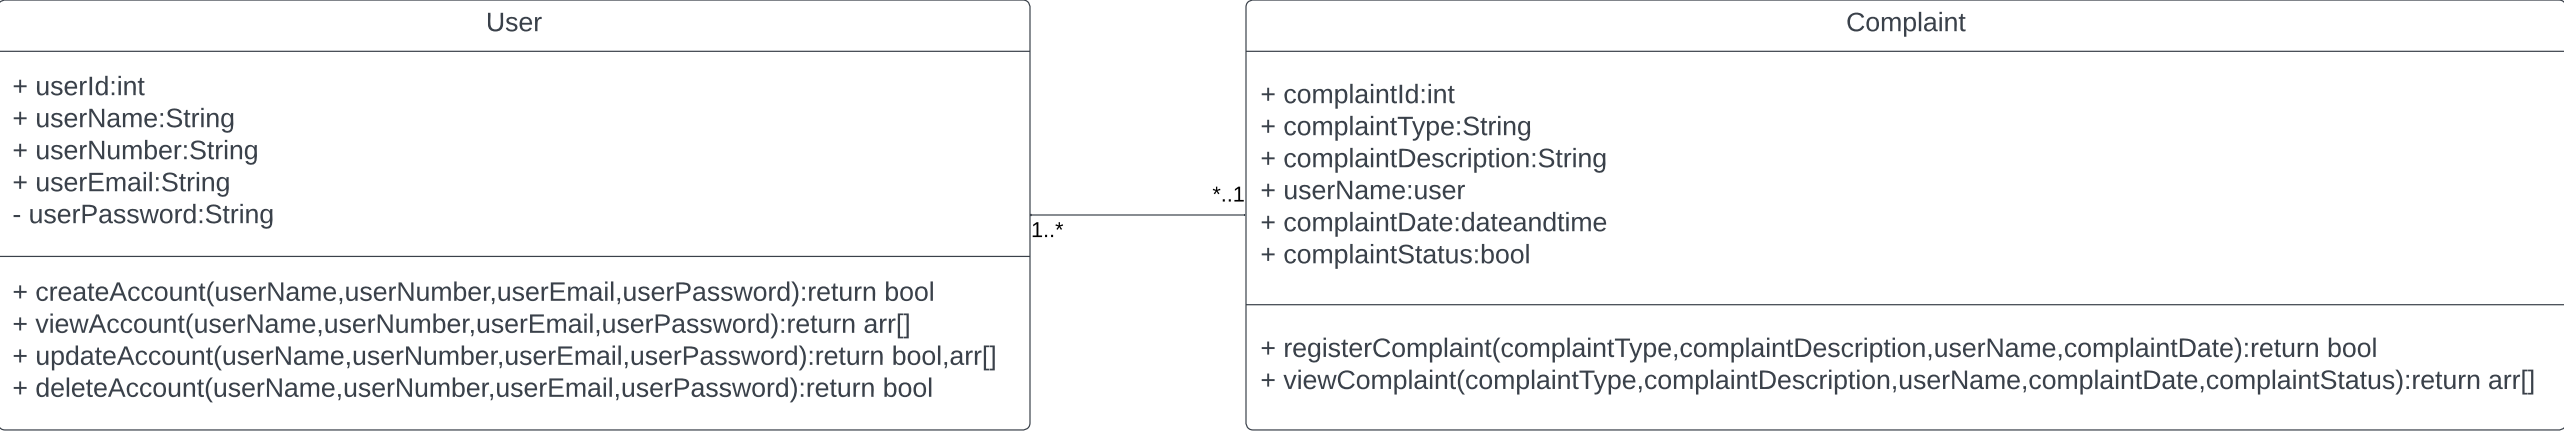 User
+ userId:int
+ userName:String
+ userNumber:String
+ userEmail:String
- userPassword:String
+ createAccount(userName,userNumber,userEmail,userPassword):return bool
+ viewAccount(userName,userNumber,userEmail,userPassword):return arr[]
+ updateAccount(userName,userNumber,userEmail,userPassword):return bool,arr[]
+ deleteAccount(userName,userNumber,userEmail,userPassword):return bool
1..*
*..1
Complaint
+ complaintId:int
+ complaintType:String
+ complaintDescription:String
+ userName:user
+ complaintDate:dateandtime
+ complaintStatus:bool
+ registerComplaint(complaintType,complaintDescription,userName,complaintDate):return bool
+ viewComplaint(complaintType,complaintDescription,userName,complaintDate,complaintStatus):return arr[]